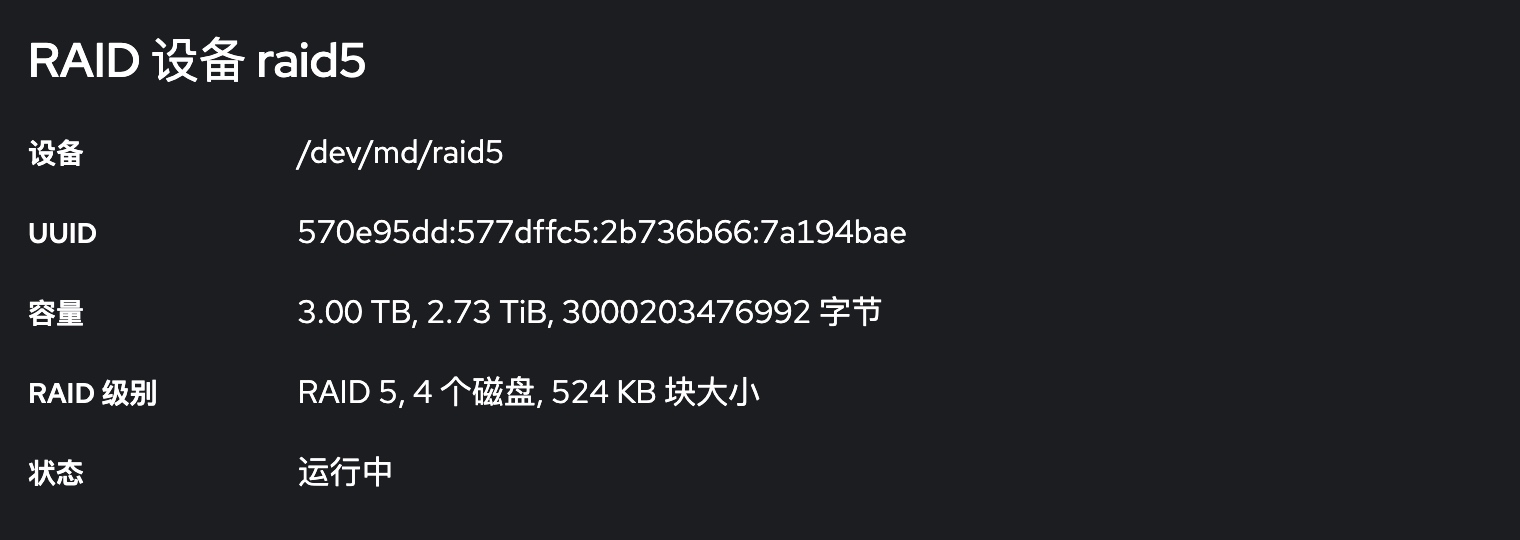 RAID 设备 raid5
设备 /dev/md/raid5
UUID 570e95dd:577dffc5:2b736b66:7a194bae
容量 3.00 TB, 2.73 TiB, 3000203476992 字节
RAID 级别 RAID 5, 4 个磁盘, 524 KB 块大小
状态 运行中